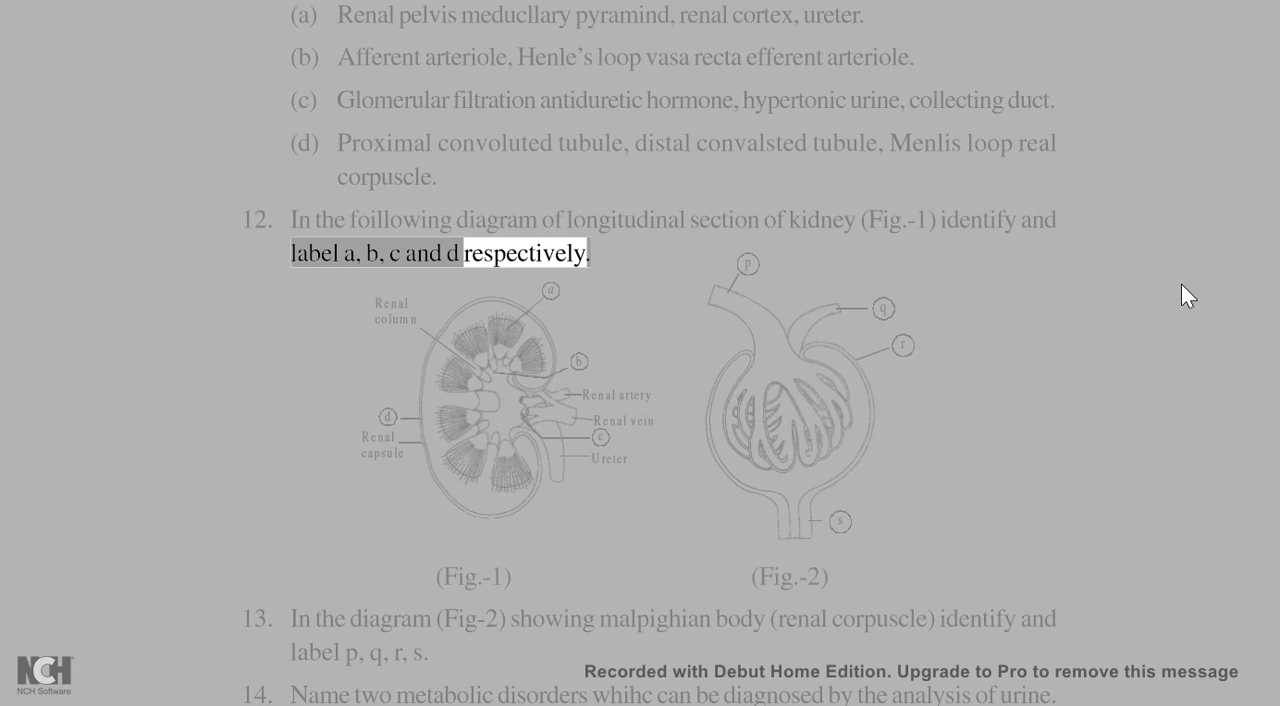 (a) Renal pelvis meducllary pyramind, renal cortex, ureter.
(b) Afferent arteriole, Henle's loop vasa recta efferent arteriole.
(c) Glomerular filtration antiduretic hormone, hypertonic urine, collecting duct.
(d) Proximal convoluted tubule, distal convalsted tubule, Menlis loop real
corpuscle.
12. In the foillowing diagram of longitudinal section of kidney (Fig.-1) identify and
label a, b, c and d respectively.
p
a
Renal
column
q
r
b
Renal artery
d
Renal vein
Renal
capsule
c
Ureter
s
(Fig.-1) (Fig.-2)
13. In the diagram (Fig-2) showing malpighian body (renal corpuscle) identify and
label p, q, r, s.
NCH
NCH Software
Recorded with Debut Home Edition. Upgrade to Pro to remove this message
14. Name two metabolic disorders whihc can be diagnosed by the analysis of urine.